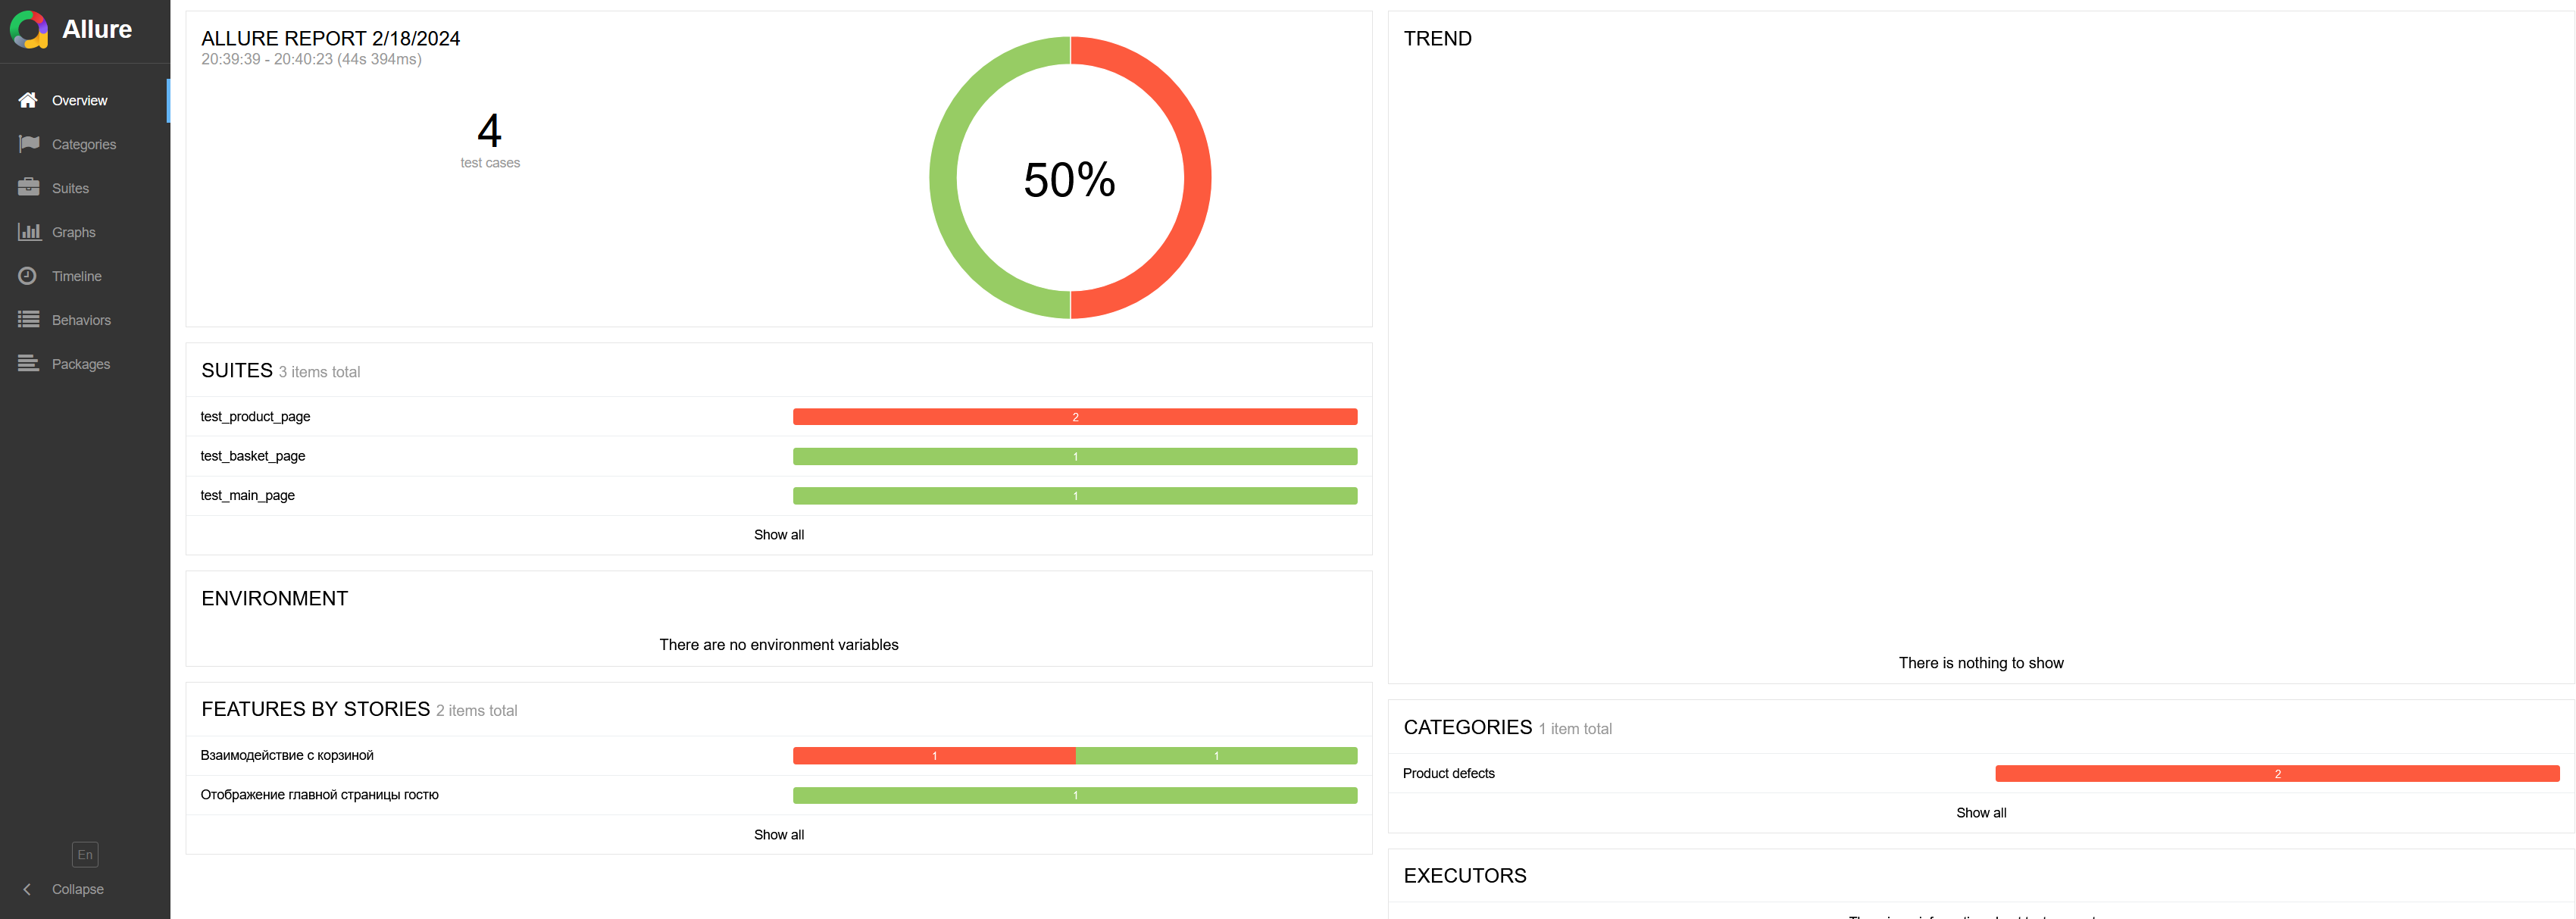 Allure
Overview
Categories
Suites
Graphs
Timeline
Behaviors
Packages
En
Collapse
ALLURE REPORT 2/18/2024
20:39:39 - 20:40:23 (44s 394ms)
4
test cases
50%
SUITES 3 items total
test_product_page 2
test_basket_page 1
test_main_page 1
Show all
ENVIRONMENT
There are no environment variables
FEATURES BY STORIES 2 items total
Взаимодействие с корзиной 1 1
Отображение главной страницы гостю 1
Show all
TREND
There is nothing to show
CATEGORIES 1 item total
Product defects 2
Show all
EXECUTORS